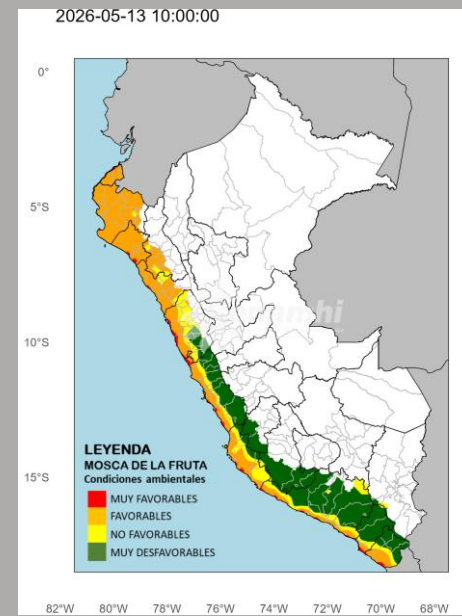 2026-05-13 10:00:00
0°
5°S
10°S
15°S
LEYENDA
MOSCA DE LA FRUTA
Condiciones ambientales
MUY FAVORABLES
FAVORABLES
NO FAVORABLES
MUY DESFAVORABLES
82°W 80°W 78°W 76°W 74°W 72°W 70°W 68°W